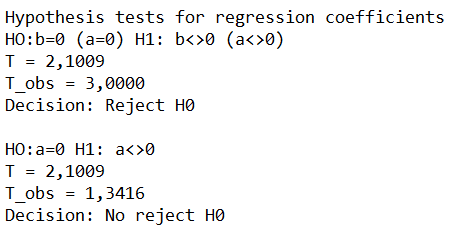 Hypothesis tests for regression coefficients
HO:b=0 (a=0) H1: b<>0 (a<>0)
T = 2,1009
T_obs = 3,0000
Decision: Reject H0

HO:a=0 H1: a<>0
T = 2,1009
T_obs = 1,3416
Decision: No reject H0